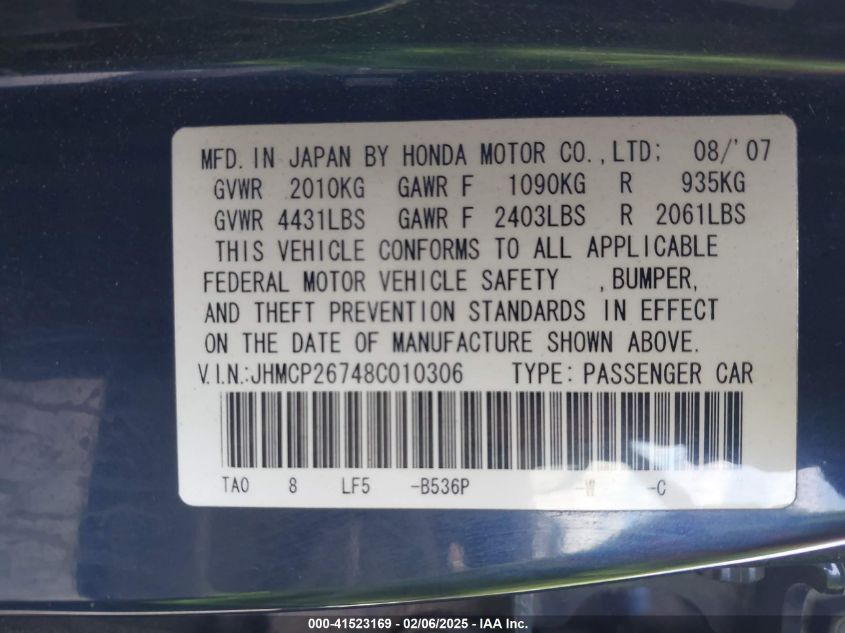 MFD. IN JAPAN BY HONDA MOTOR CO.,LTD; 08/'07
GVWR 2010KG GAWR F 1090KG R 935KG
GVWR 4431LBS GAWR F 2403LBS R 2061LBS
THIS VEHICLE CONFORMS TO ALL APPLICABLE
FEDERAL MOTOR VEHICLE SAFETY ,BUMPER,
AND THEFT PREVENTION STANDARDS IN EFFECT
ON THE DATE OF MANUFACTURE SHOWN ABOVE.
V.I.N.:JHMCP26748C010306 TYPE:PASSENGER CAR
TA0 8 LF5 -B536P -W -C
000-41523169 - 02/06/2025 - IAA Inc.